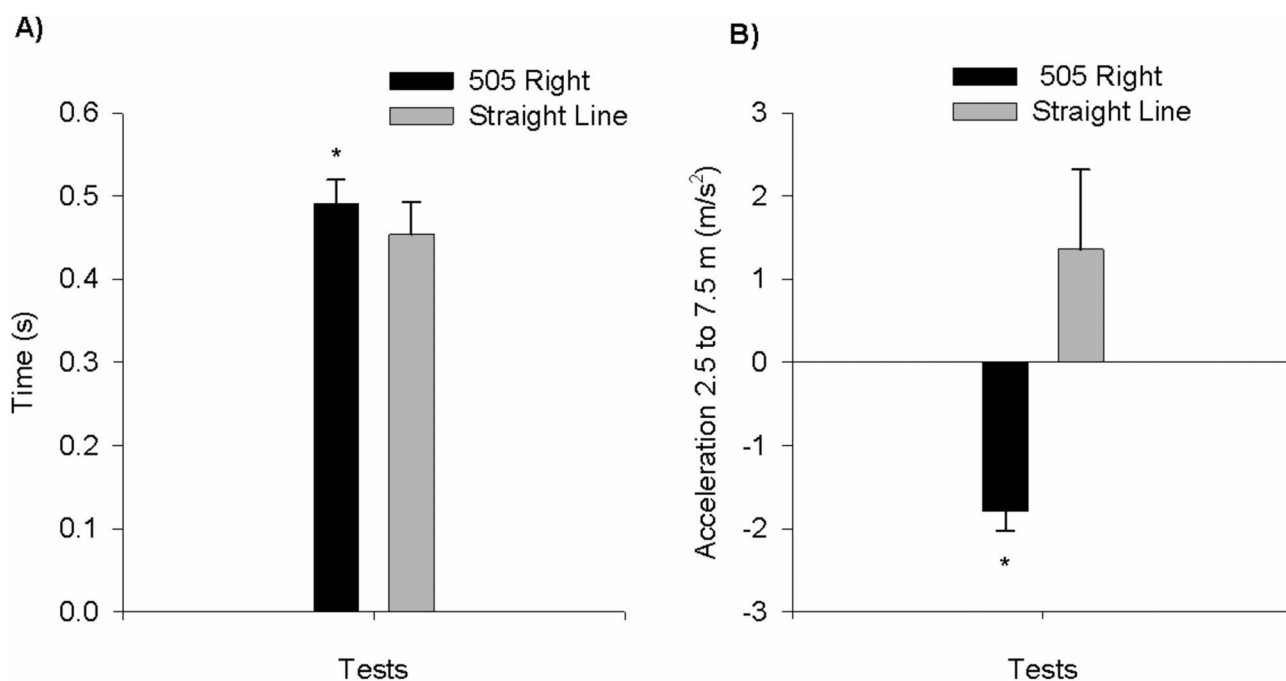 A)
505 Right
Straight Line
0.6
0.5
0.4
0.3
0.2
0.1
0.0
Time (s)
*
Tests
B)
505 Right
Straight Line
3
2
1
0
-1
-2
-3
Acceleration 2.5 to 7.5 m (m/s²)
*
Tests